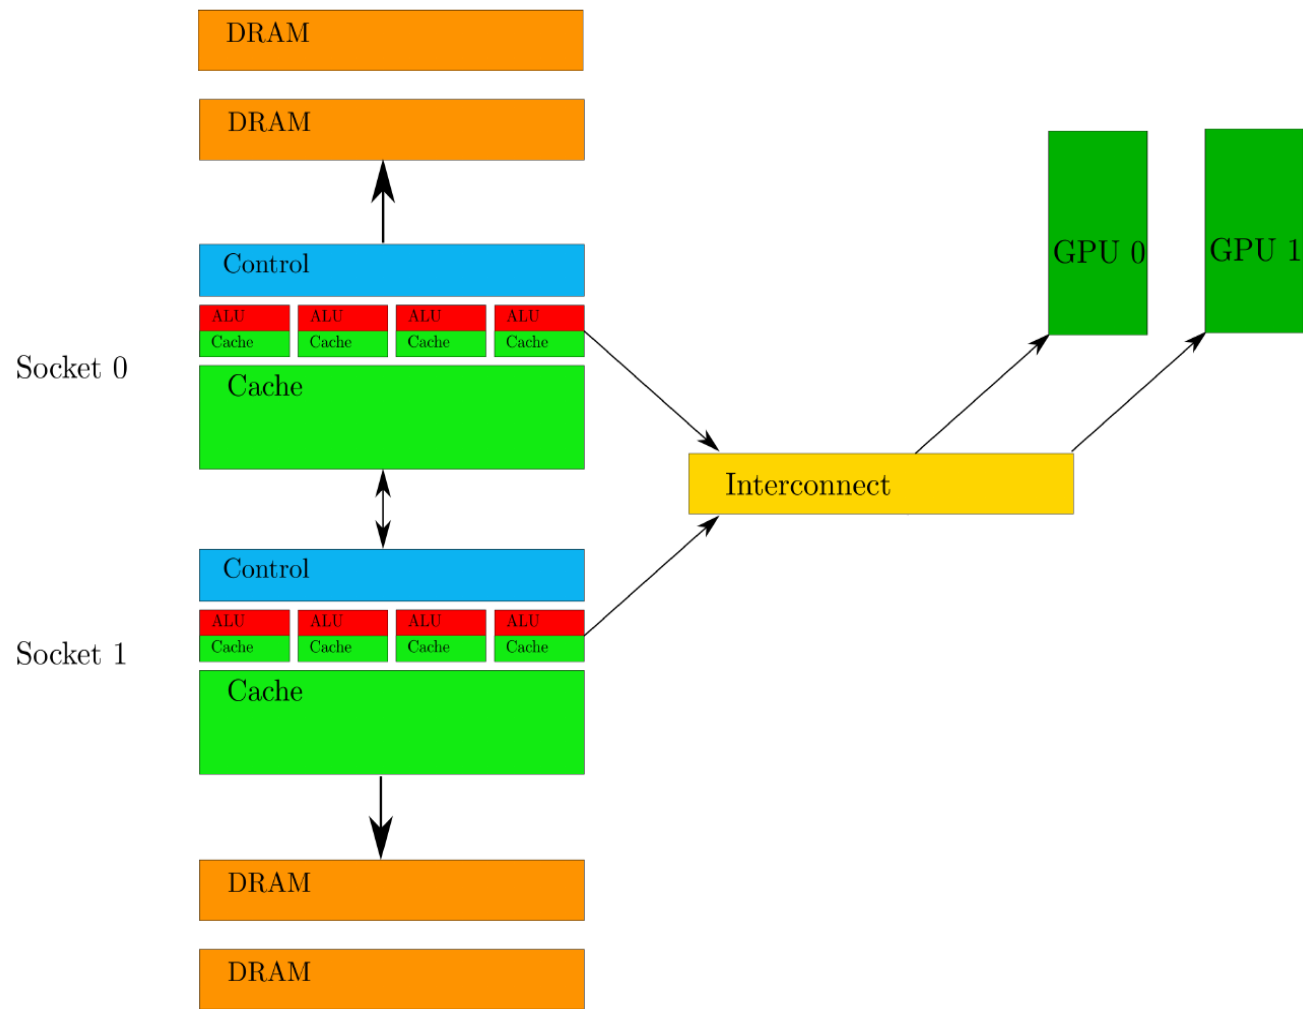 DRAM
DRAM
Control
ALU ALU ALU ALU
Cache Cache Cache Cache
Socket 0
Cache
GPU 0
GPU 1
Interconnect
Control
ALU ALU ALU ALU
Cache Cache Cache Cache
Socket 1
Cache
DRAM
DRAM